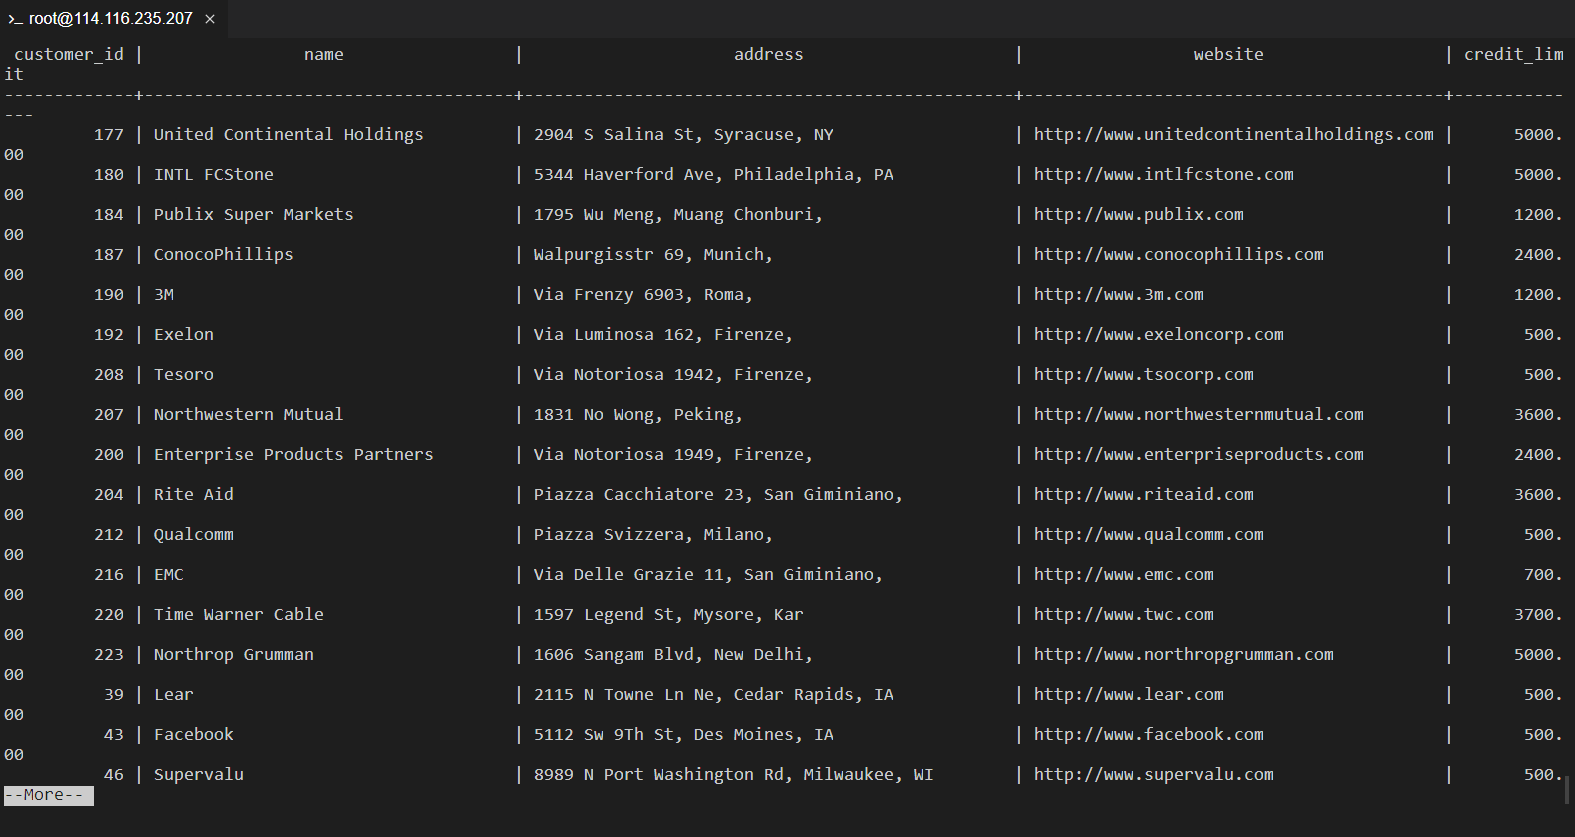 >_ root@114.116.235.207 ×
 customer_id |                name                 |                     address                     |                 website                  | credit_lim
it
-------------+-------------------------------------+-------------------------------------------------+------------------------------------------+-----------
---
         177 | United Continental Holdings         | 2904 S Salina St, Syracuse, NY                  | http://www.unitedcontinentalholdings.com |      5000.
00
         180 | INTL FCStone                        | 5344 Haverford Ave, Philadelphia, PA            | http://www.intlfcstone.com               |      5000.
00
         184 | Publix Super Markets                | 1795 Wu Meng, Muang Chonburi,                   | http://www.publix.com                    |      1200.
00
         187 | ConocoPhillips                      | Walpurgisstr 69, Munich,                        | http://www.conocophillips.com            |      2400.
00
         190 | 3M                                  | Via Frenzy 6903, Roma,                          | http://www.3m.com                        |      1200.
00
         192 | Exelon                              | Via Luminosa 162, Firenze,                      | http://www.exeloncorp.com                |       500.
00
         208 | Tesoro                              | Via Notoriosa 1942, Firenze,                    | http://www.tsocorp.com                   |       500.
00
         207 | Northwestern Mutual                 | 1831 No Wong, Peking,                           | http://www.northwesternmutual.com        |      3600.
00
         200 | Enterprise Products Partners        | Via Notoriosa 1949, Firenze,                    | http://www.enterpriseproducts.com        |      2400.
00
         204 | Rite Aid                            | Piazza Cacchiatore 23, San Giminiano,           | http://www.riteaid.com                   |      3600.
00
         212 | Qualcomm                            | Piazza Svizzera, Milano,                        | http://www.qualcomm.com                  |       500.
00
         216 | EMC                                 | Via Delle Grazie 11, San Giminiano,             | http://www.emc.com                       |       700.
00
         220 | Time Warner Cable                   | 1597 Legend St, Mysore, Kar                     | http://www.twc.com                       |      3700.
00
         223 | Northrop Grumman                    | 1606 Sangam Blvd, New Delhi,                    | http://www.northropgrumman.com           |      5000.
00
          39 | Lear                                | 2115 N Towne Ln Ne, Cedar Rapids, IA            | http://www.lear.com                      |       500.
00
          43 | Facebook                            | 5112 Sw 9Th St, Des Moines, IA                  | http://www.facebook.com                  |       500.
00
          46 | Supervalu                           | 8989 N Port Washington Rd, Milwaukee, WI        | http://www.supervalu.com                 |       500.
--More--